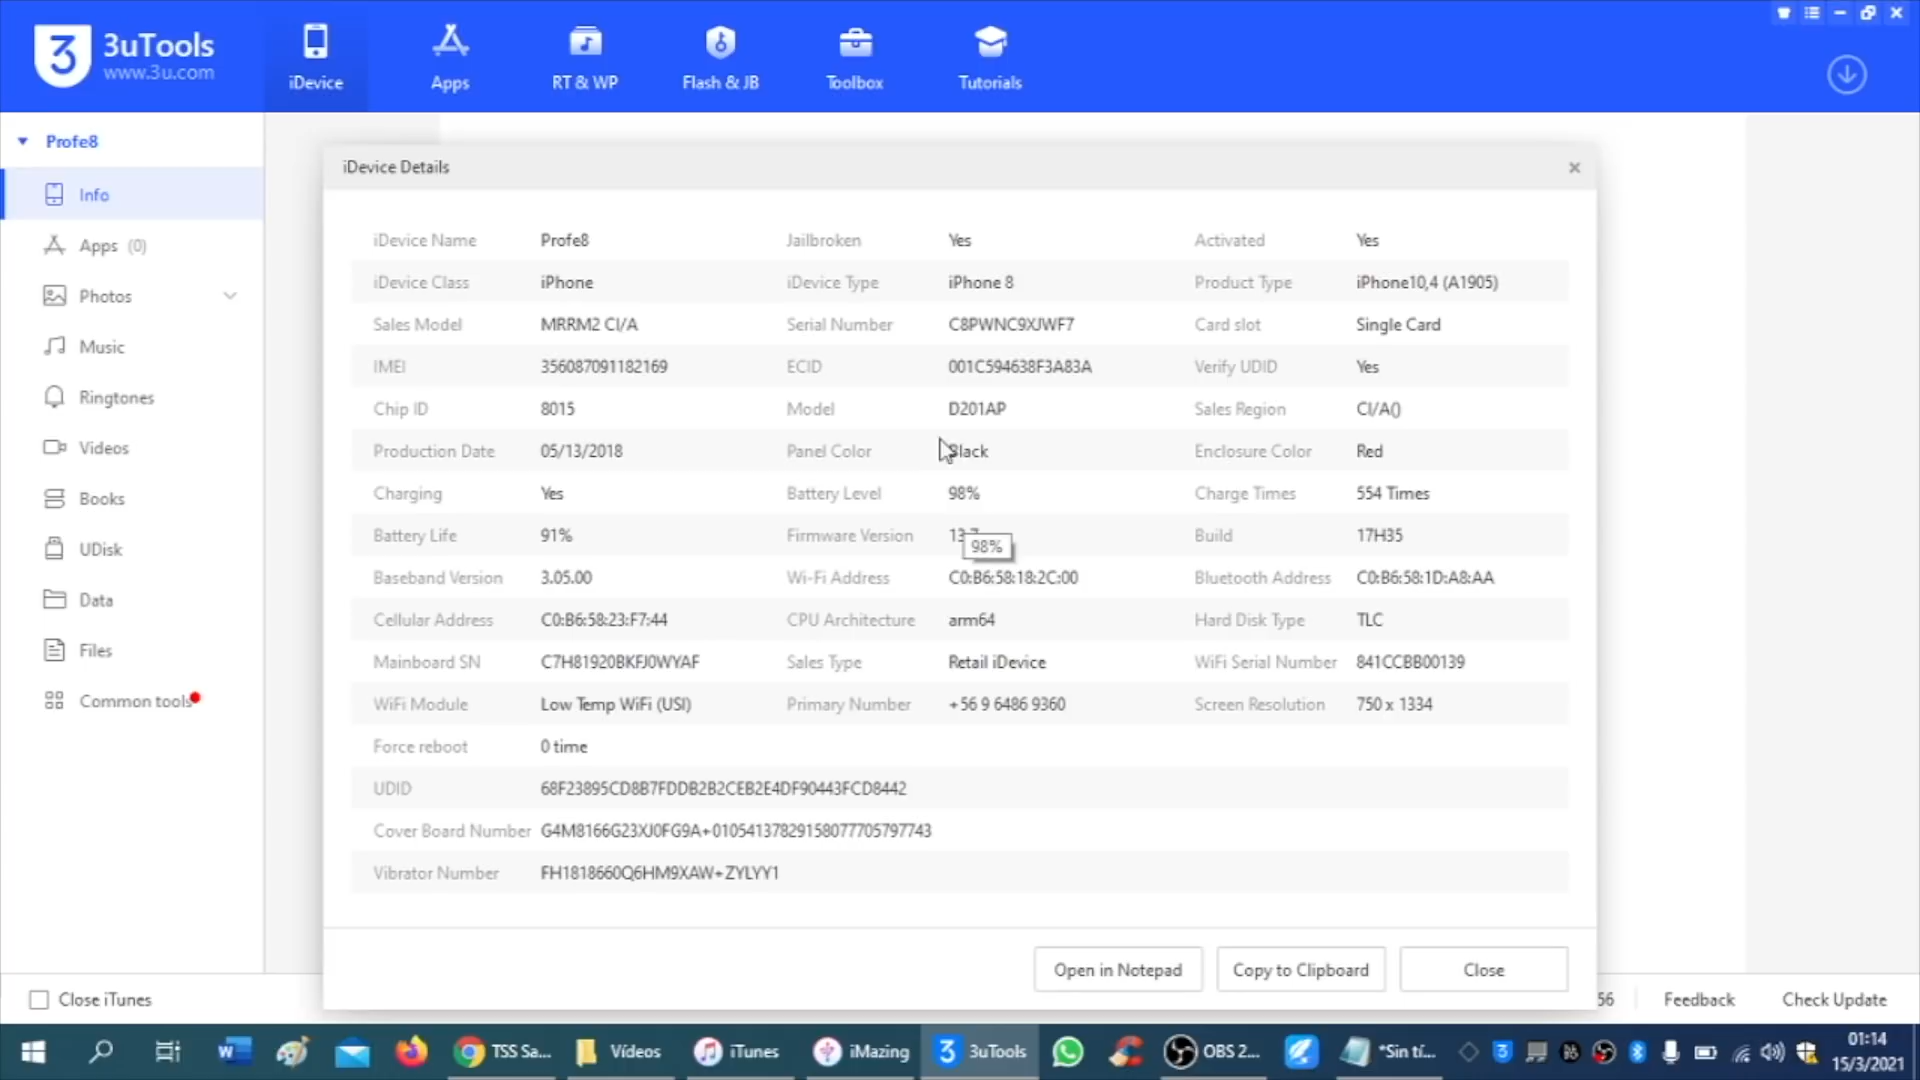 3uTools
www.3u.com
iDevice
Apps
RT & WP
Flash & JB
Toolbox
Tutorials
Profe8
Info
Apps (0)
Photos
Music
Ringtones
Videos
Books
UDisk
Data
Files
Common tools
iDevice Details
iDevice Name Profe8 Jailbroken Yes Activated Yes
iDevice Class iPhone iDevice Type iPhone 8 Product Type iPhone10,4 (A1905)
Sales Model MRRM2 CI/A Serial Number C8PWNC9XJWF7 Card slot Single Card
IMEI 356087091182169 ECID 001C594638F3A83A Verify UDID Yes
Chip ID 8015 Model D201AP Sales Region CI/A()
Production Date 05/13/2018 Panel Color Black Enclosure Color Red
Charging Yes Battery Level 98% Charge Times 554 Times
Battery Life 91% Firmware Version Build 17H35
98%
Baseband Version 3.05.00 Wi-Fi Address C0:B6:58:18:2C:00 Bluetooth Address C0:B6:58:1D:A8:AA
Cellular Address C0:B6:58:23:F7:44 CPU Architecture arm64 Hard Disk Type TLC
Mainboard SN C7H81920BKFJ0WYAF Sales Type Retail iDevice WiFi Serial Number 841CCBB00139
WiFi Module Low Temp WiFi (USI) Primary Number +56 9 6486 9360 Screen Resolution 750 x 1334
Force reboot 0 time
UDID 68F23895CD8B7FDDB2B2CEB2E4DF90443FCD8442
Cover Board Number G4M8166G23XJ0FG9A+01054137829158077705797743
Vibrator Number FH1818660Q6HM9XAW+ZYLYY1
Open in Notepad
Copy to Clipboard
Close
Close iTunes
56
Feedback
Check Update
TSS Sa...
Vídeos
iTunes
iMazing
3uTools
OBS 2...
*Sin tí...
01:14
15/3/2021